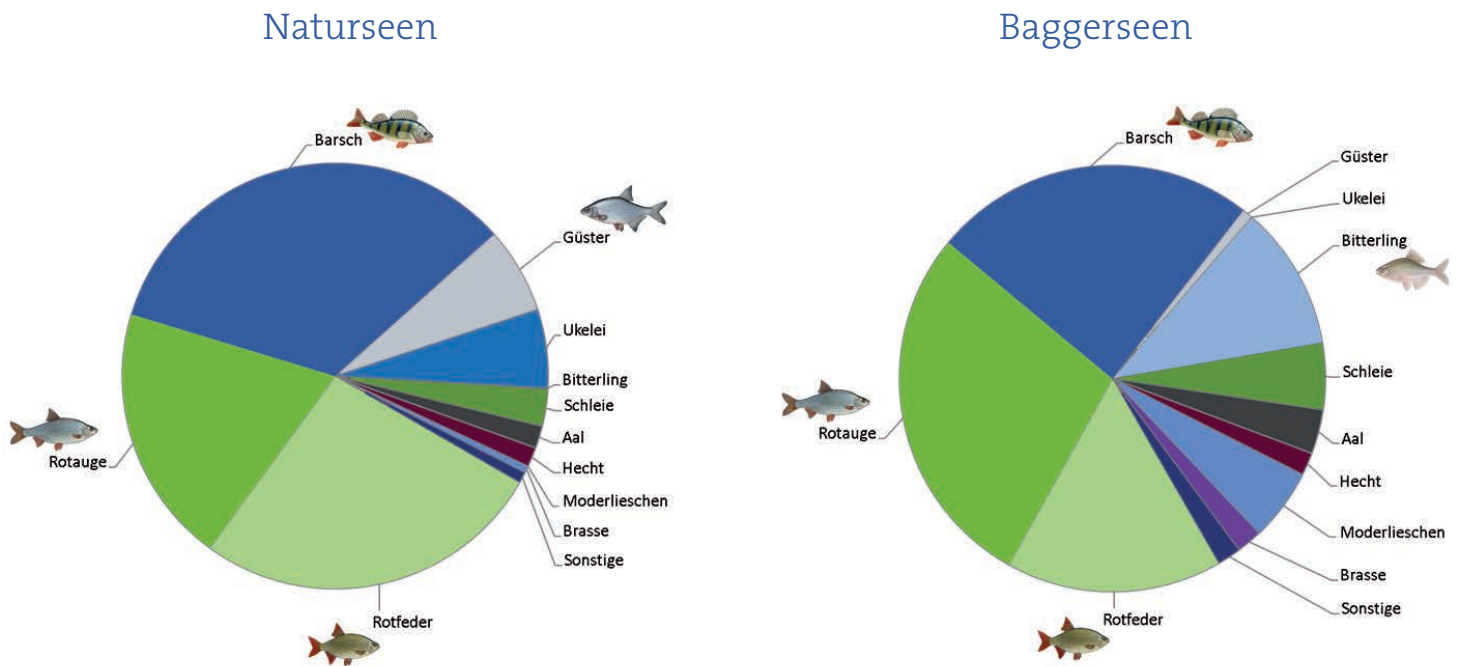 Naturseen
Barsch
Güster
Ukelei
Bitterling
Schleie
Aal
Hecht
Moderlieschen
Brasse
Sonstige
Rotauge
Rotfeder
Baggerseen
Barsch
Güster
Ukelei
Bitterling
Schleie
Aal
Hecht
Moderlieschen
Brasse
Sonstige
Rotauge
Rotfeder